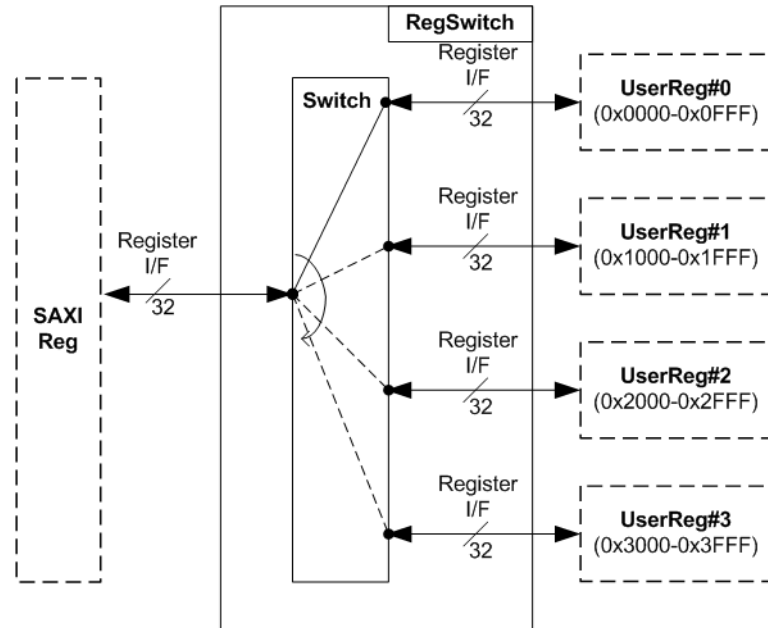 RegSwitch
SAXI
Reg
Register
I/F
32
Switch
Register
I/F
32
UserReg#0
(0x0000-0x0FFF)
Register
I/F
32
UserReg#1
(0x1000-0x1FFF)
Register
I/F
32
UserReg#2
(0x2000-0x2FFF)
Register
I/F
32
UserReg#3
(0x3000-0x3FFF)